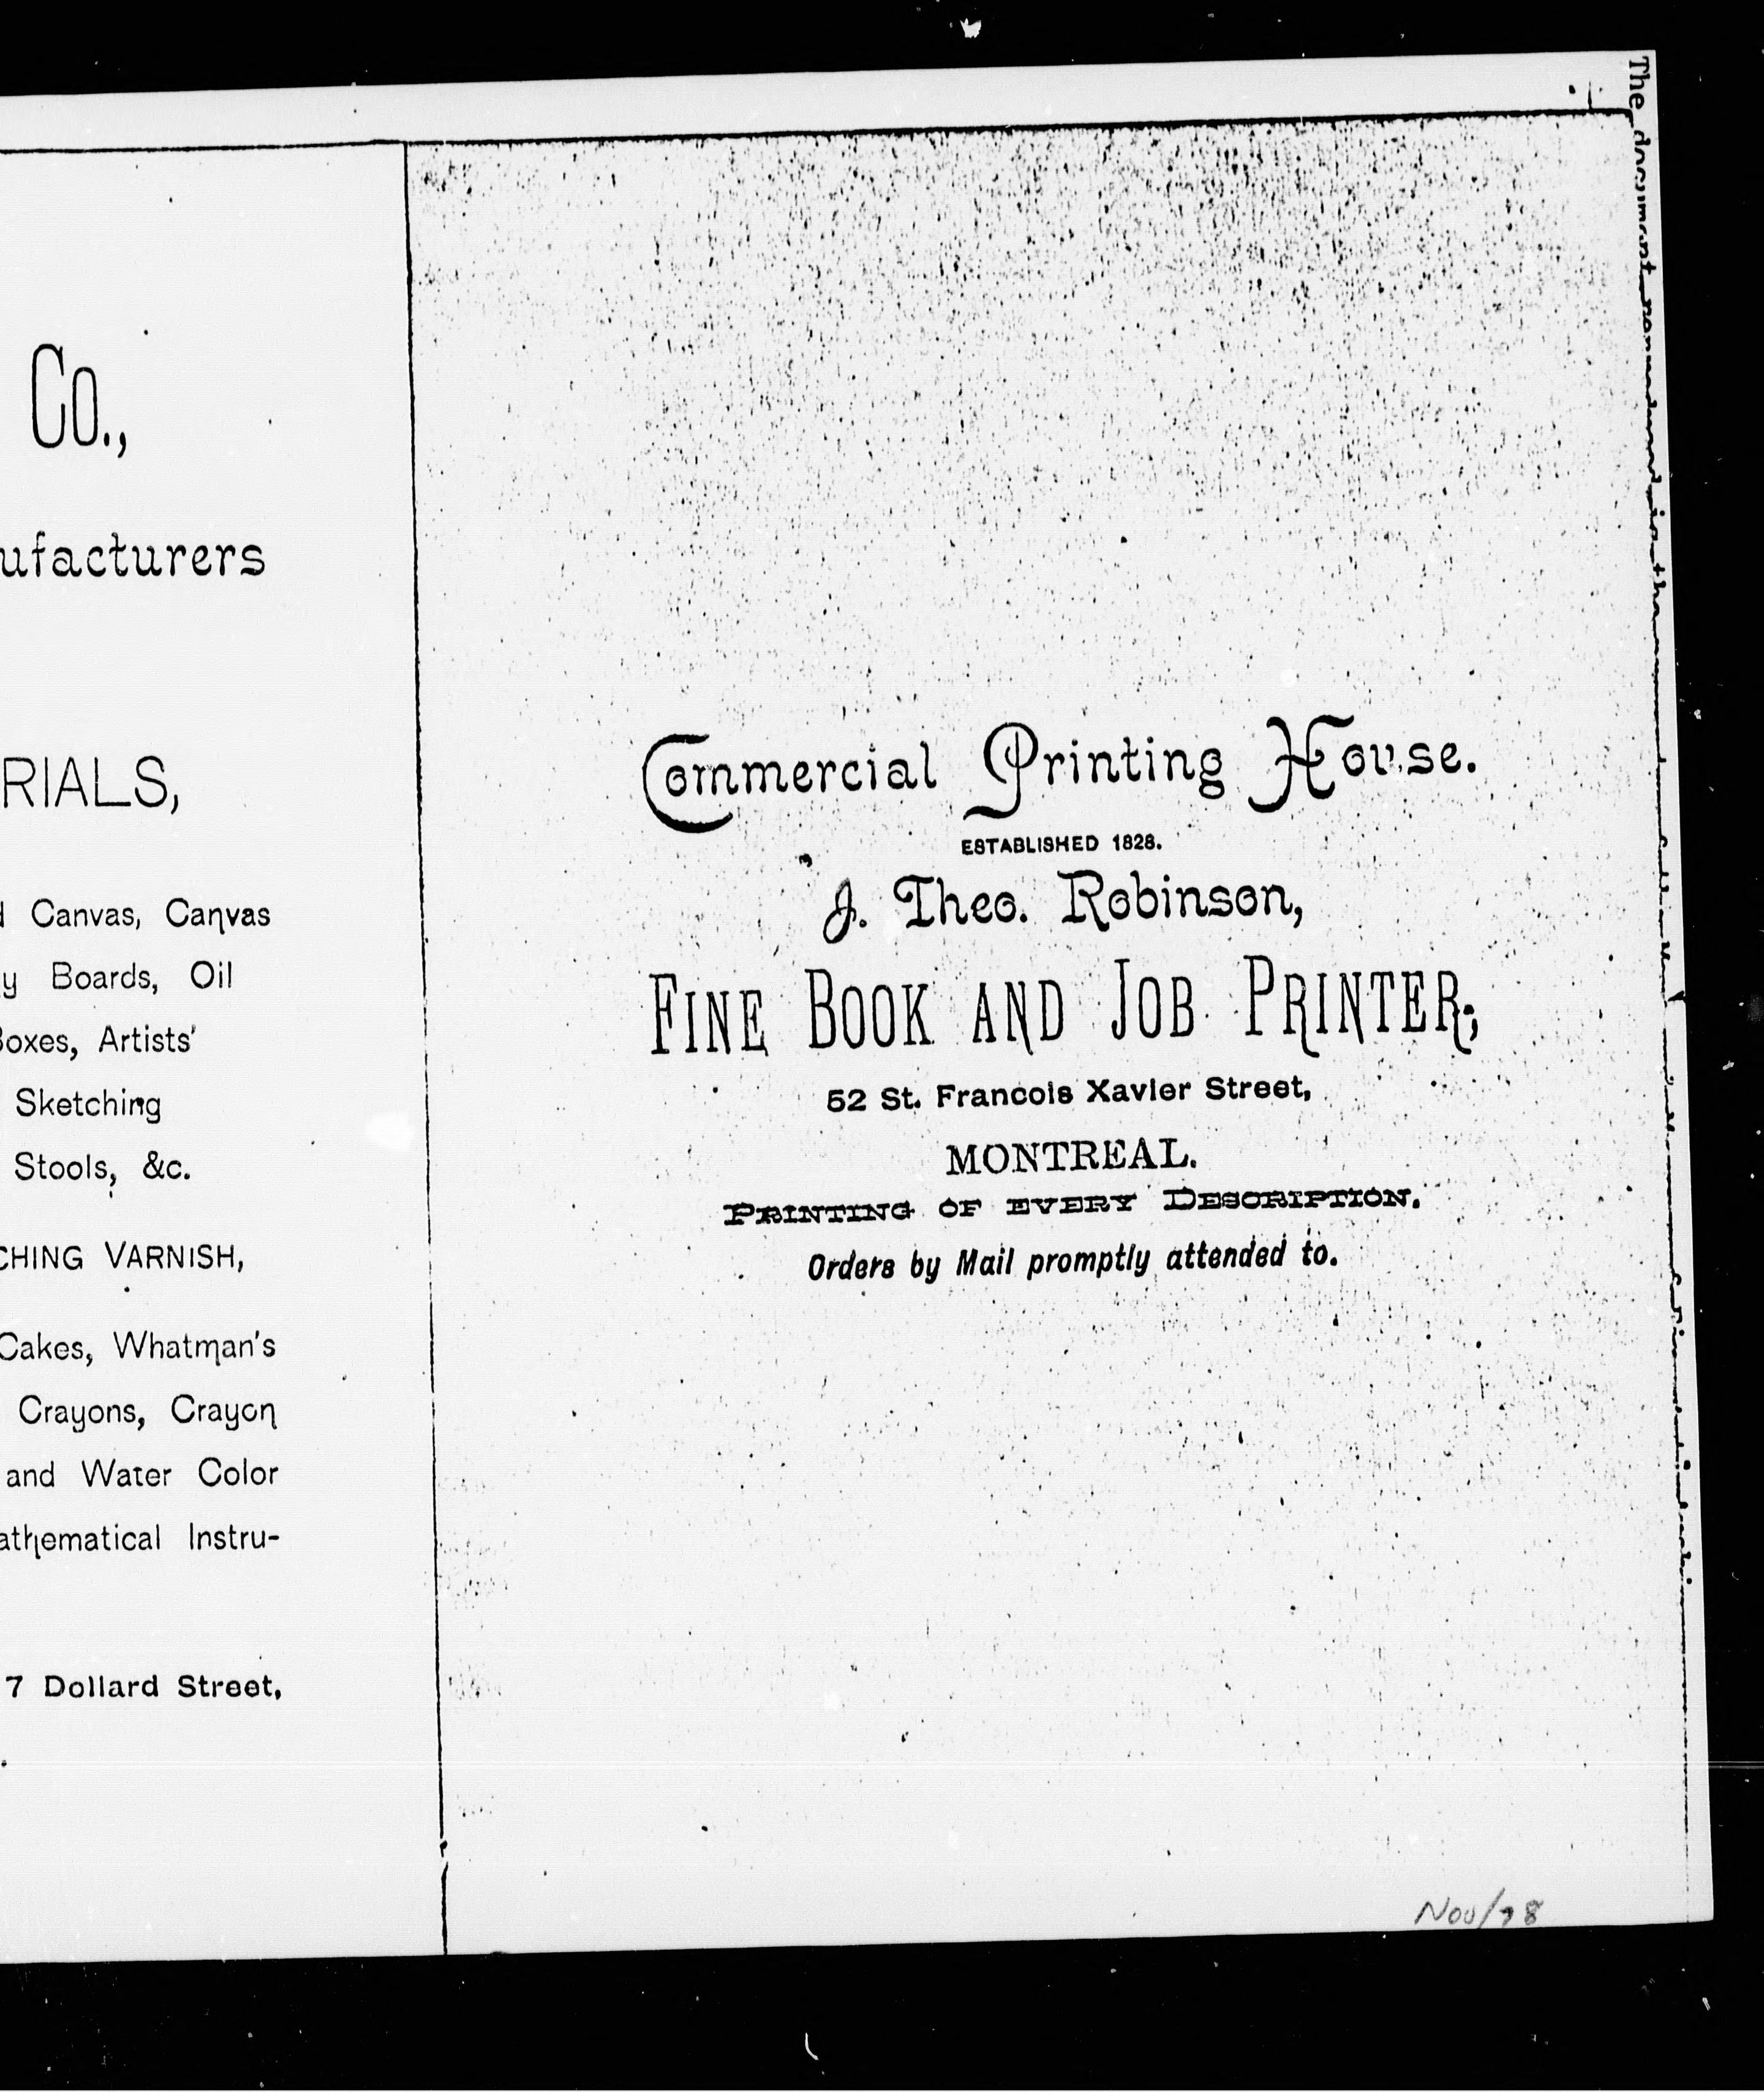 Co.,
ufacturers
RIALS,
Canvas, Canvas
y Boards, Oil
Boxes, Artists'
Sketching
Stools, &c.
CHING VARNISH,
Cakes, Whatman's
Crayons, Crayon
and Water Color
athematical Instru-
7 Dollard Street,
Commercial Printing House.
ESTABLISHED 1828.
J. Theo. Robinson,
FINE BOOK AND JOB PRINTER,
52 St. Francois Xavier Street,
MONTREAL.
PRINTING OF EVERY DESCRIPTION.
Orders by Mail promptly attended to.
Nov/78
The document